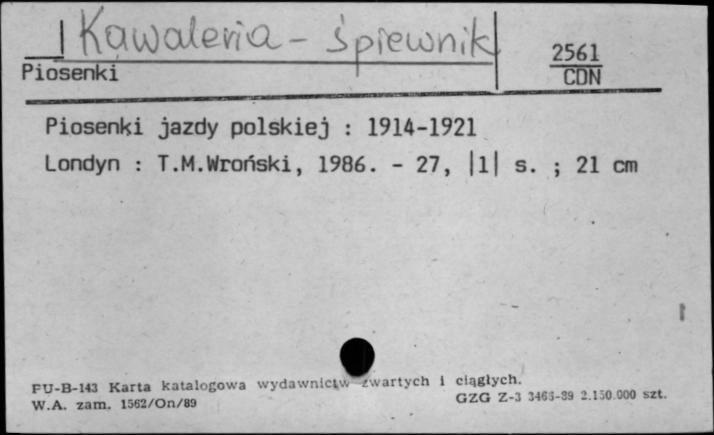 Kawaleria - śpiewnik
2561
CDN
Piosenki
Piosenki jazdy polskiej : 1914-1921
Londyn : T.M.Wroński, 1986. - 27, |1| s. ; 21 cm
PU-B-143 Karta katalogowa wydawnictw zwartych i ciągłych.
W.A. zam. 1562/On/89
GZG Z-3 3463-89 2.150.000 szt.